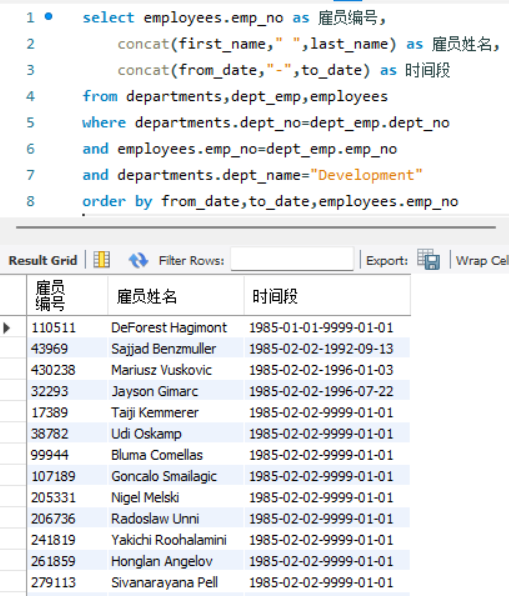 1 select employees.emp_no as 雇员编号,
2 concat(first_name," ",last_name) as 雇员姓名,
3 concat(from_date,"-",to_date) as 时间段
4 from departments,dept_emp,employees
5 where departments.dept_no=dept_emp.dept_no
6 and employees.emp_no=dept_emp.emp_no
7 and departments.dept_name="Development"
8 order by from_date,to_date,employees.emp_no
Result Grid Filter Rows: Export: Wrap Cel
雇员编号 雇员姓名 时间段
110511 DeForest Hagimont 1985-01-01-9999-01-01
43969 Sajjad Benzmuller 1985-02-02-1992-09-13
430238 Mariusz Vuskovic 1985-02-02-1996-01-03
32293 Jayson Gimarc 1985-02-02-1996-07-22
17389 Taiji Kemmerer 1985-02-02-9999-01-01
38782 Udi Oskamp 1985-02-02-9999-01-01
99944 Bluma Comellas 1985-02-02-9999-01-01
107189 Goncalo Smailagic 1985-02-02-9999-01-01
205331 Nigel Melski 1985-02-02-9999-01-01
206736 Radoslaw Unni 1985-02-02-9999-01-01
241819 Yakichi Roohalamini 1985-02-02-9999-01-01
261859 Honglan Angelov 1985-02-02-9999-01-01
279113 Sivanarayana Pell 1985-02-02-9999-01-01